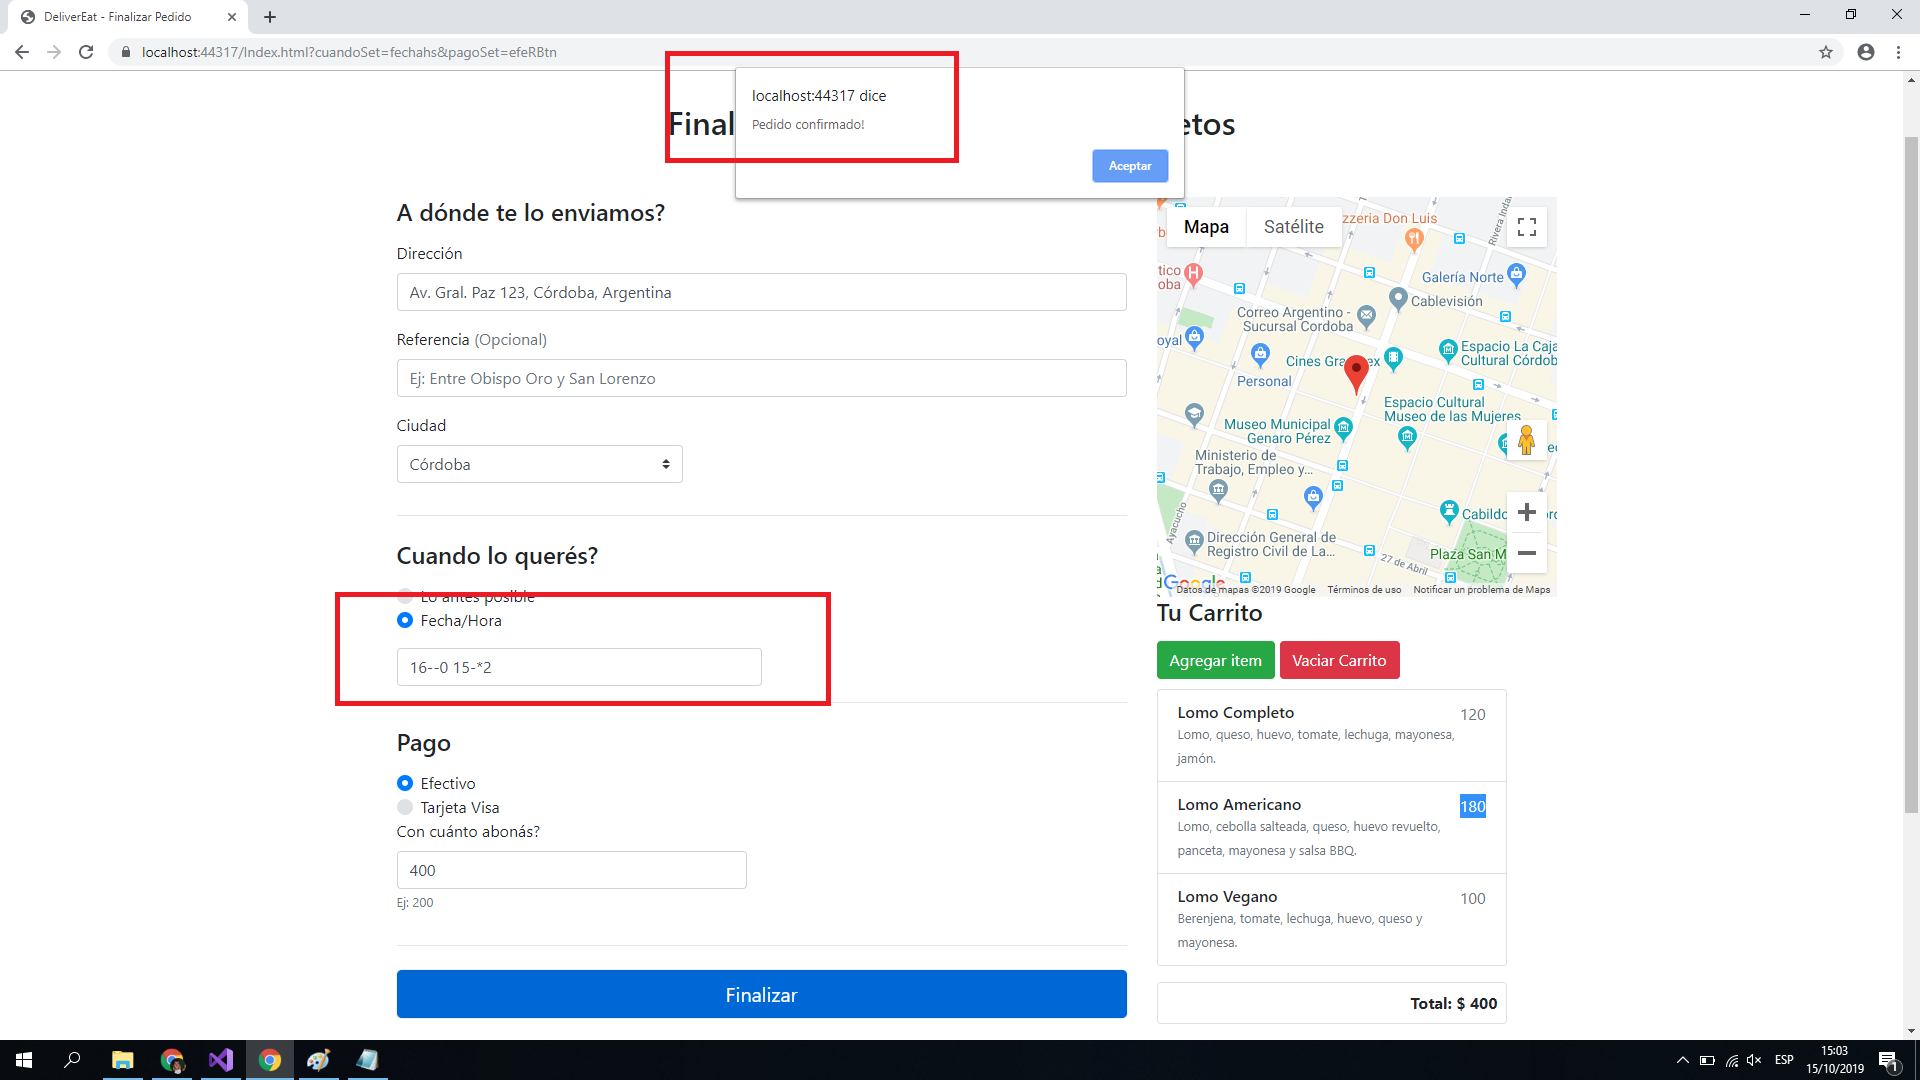 DeliverEat - Finalizar Pedido
localhost:44317/Index.html?cuandoSet=fechahs&pagoSet=efeRBtn
localhost:44317 dice
Pedido confirmado!
Aceptar
A dónde te lo enviamos?
Dirección
Av. Gral. Paz 123, Córdoba, Argentina
Referencia (Opcional)
Ej: Entre Obispo Oro y San Lorenzo
Ciudad
Córdoba
Cuando lo querés?
Lo antes posible
Fecha/Hora
16--0 15-*2
Pago
Efectivo
Tarjeta Visa
Con cuánto abonás?
400
Ej: 200
Finalizar
Mapa
Satélite
Don Luis
Galería Norte
Cablevisión
Correo Argentino -
Sucursal Cordoba
Espacio La
Cultural
Cines
Personal
Espacio Cultural
Museo de las Mujeres
Museo Municipal
Genaro Pérez
Ministerio de
Trabajo, Empleo y...
Ayacucho
Dirección General de
Registro Civil de La...
27 de Abril
Plaza San
Google
Datos de mapas ©2019 Google
Términos de uso
Notificar un problema de Maps
Tu Carrito
Agregar item
Vaciar Carrito
Lomo Completo 120
Lomo, queso, huevo, tomate, lechuga, mayonesa,
jamón.
Lomo Americano 180
Lomo, cebolla salteada, queso, huevo revuelto,
panceta, mayonesa y salsa BBQ.
Lomo Vegano 100
Berenjena, tomate, lechuga, huevo, queso y
mayonesa.
Total: $ 400
ESP
15:03
15/10/2019
1